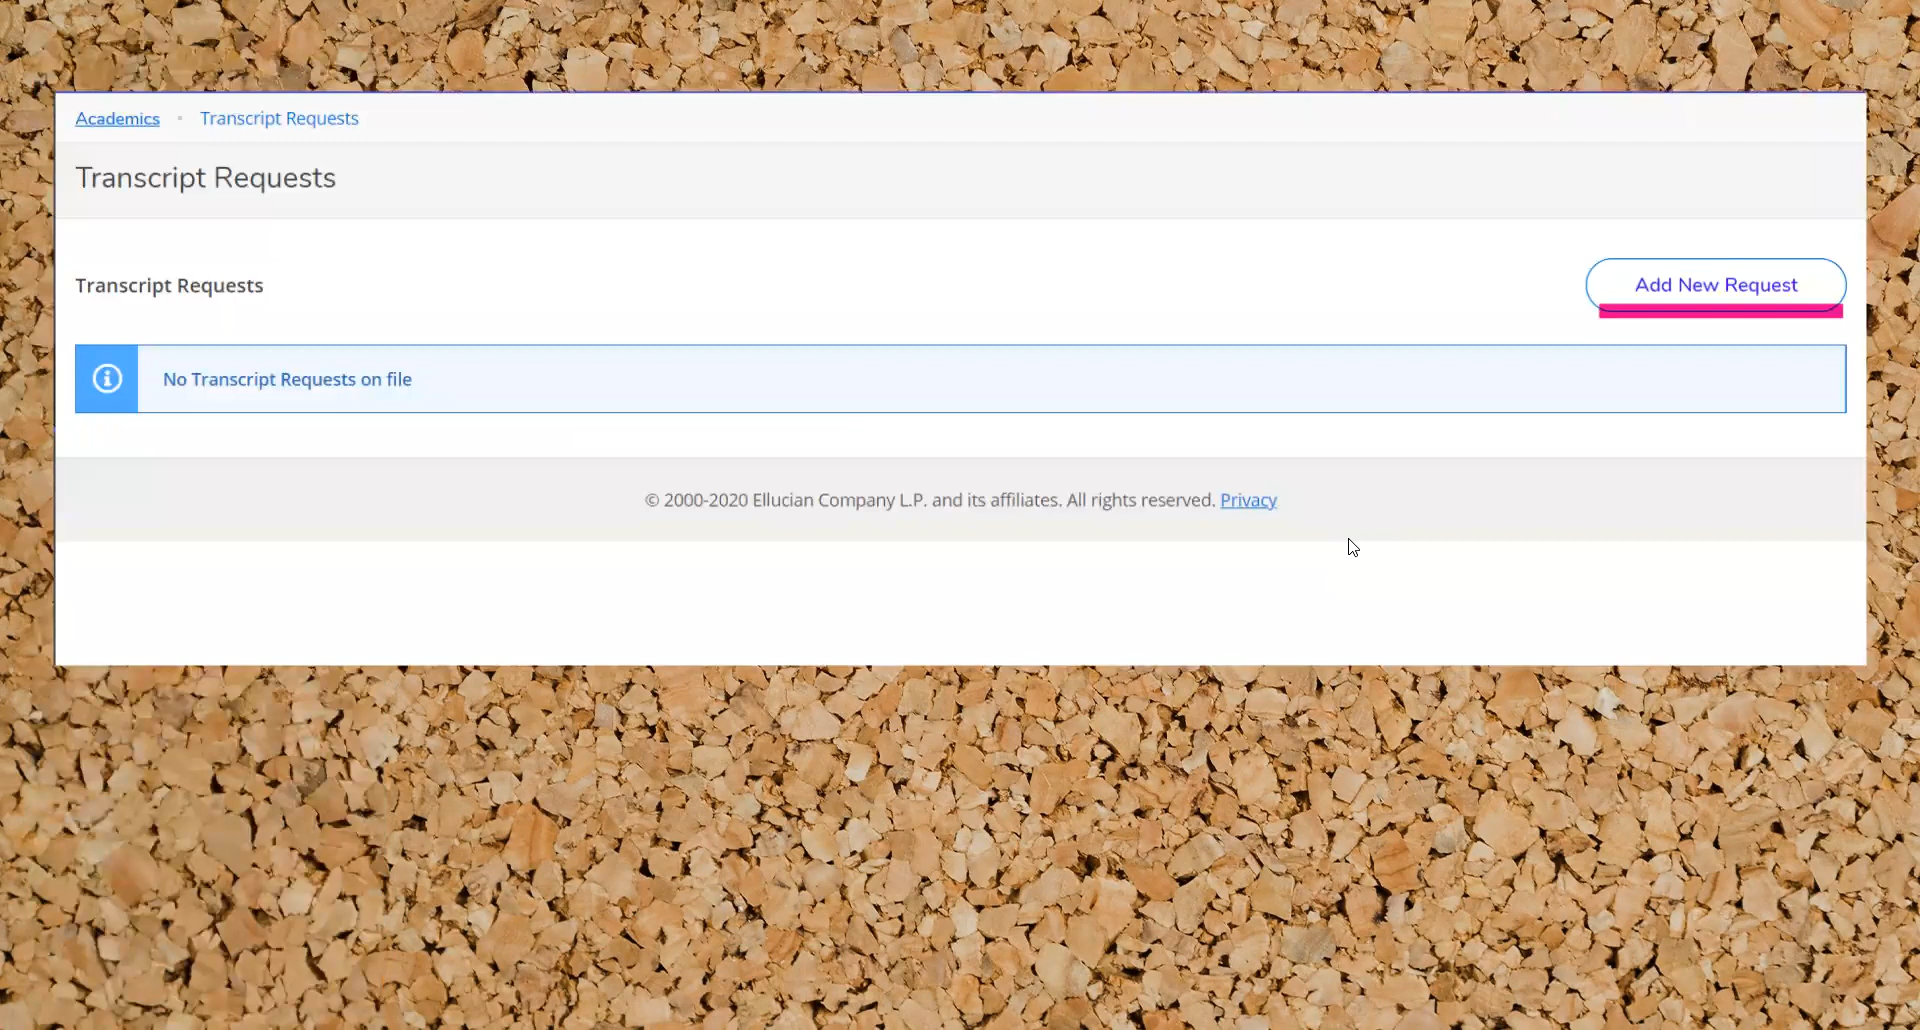 Academics • Transcript Requests
Transcript Requests
Transcript Requests
Add New Request
No Transcript Requests on file
© 2000-2020 Ellucian Company L.P. and its affiliates. All rights reserved. Privacy